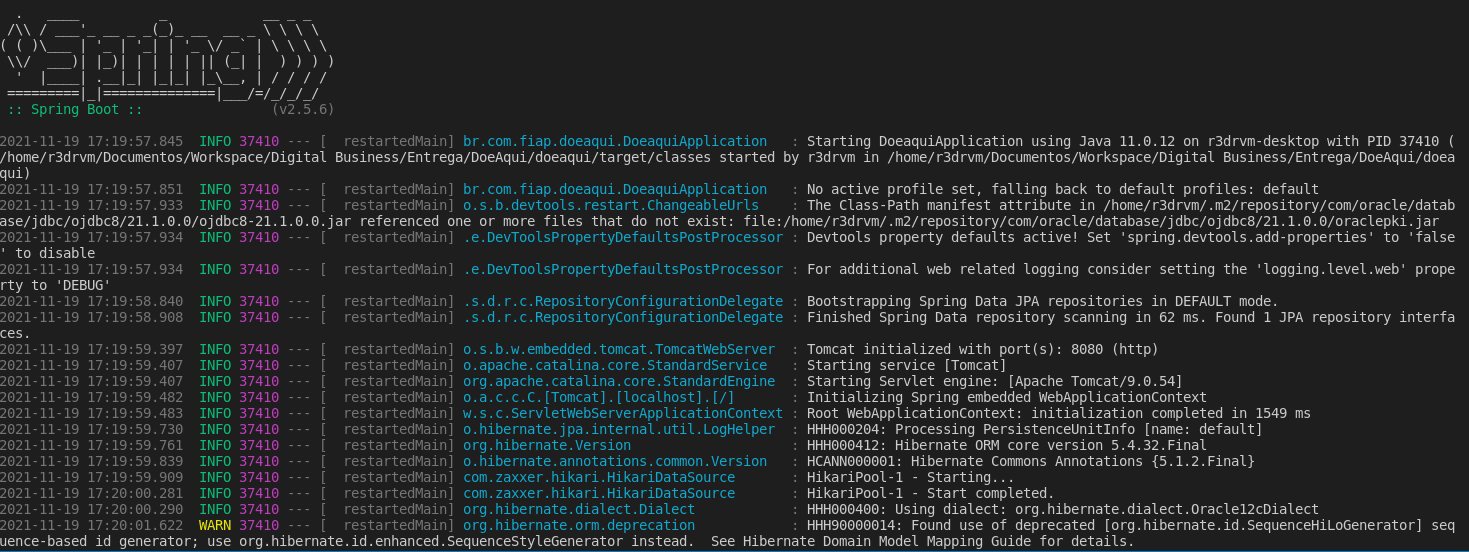 .   ____          _            __ _ _
 /\\ / ___'_ __ _ _(_)_ __  __ _ \ \ \ \
( ( )\___ | '_ | '_| | '_ \/ _` | \ \ \ \
 \\/  ___)| |_)| | | | | || (_| |  ) ) ) )
  '  |____| .__|_| |_|_| |_\__, | / / / /
 =========|_|==============|___/=/_/_/_/
 :: Spring Boot ::                (v2.5.6)
2021-11-19 17:19:57.845  INFO 37410 --- [  restartedMain] br.com.fiap.doeaqui.DoeaquiApplication   : Starting DoeaquiApplication using Java 11.0.12 on r3drvm-desktop with PID 37410 (
/home/r3drvm/Documentos/Workspace/Digital Business/Entrega/DoeAqui/doeaqui/target/classes started by r3drvm in /home/r3drvm/Documentos/Workspace/Digital Business/Entrega/DoeAqui/doea
qui)
2021-11-19 17:19:57.851  INFO 37410 --- [  restartedMain] br.com.fiap.doeaqui.DoeaquiApplication   : No active profile set, falling back to default profiles: default
2021-11-19 17:19:57.933  INFO 37410 --- [  restartedMain] o.s.b.devtools.restart.ChangeableUrls    : The Class-Path manifest attribute in /home/r3drvm/.m2/repository/com/oracle/datab
ase/jdbc/ojdbc8/21.1.0.0/ojdbc8-21.1.0.0.jar referenced one or more files that do not exist: file:/home/r3drvm/.m2/repository/com/oracle/database/jdbc/ojdbc8/21.1.0.0/oraclepki.jar
2021-11-19 17:19:57.934  INFO 37410 --- [  restartedMain] .e.DevToolsPropertyDefaultsPostProcessor : Devtools property defaults active! Set 'spring.devtools.add-properties' to 'false
' to disable
2021-11-19 17:19:57.934  INFO 37410 --- [  restartedMain] .e.DevToolsPropertyDefaultsPostProcessor : For additional web related logging consider setting the 'logging.level.web' prope
rty to 'DEBUG'
2021-11-19 17:19:58.840  INFO 37410 --- [  restartedMain] .s.d.r.c.RepositoryConfigurationDelegate : Bootstrapping Spring Data JPA repositories in DEFAULT mode.
2021-11-19 17:19:58.908  INFO 37410 --- [  restartedMain] .s.d.r.c.RepositoryConfigurationDelegate : Finished Spring Data repository scanning in 62 ms. Found 1 JPA repository interfa
ces.
2021-11-19 17:19:59.397  INFO 37410 --- [  restartedMain] o.s.b.w.embedded.tomcat.TomcatWebServer  : Tomcat initialized with port(s): 8080 (http)
2021-11-19 17:19:59.407  INFO 37410 --- [  restartedMain] o.apache.catalina.core.StandardService   : Starting service [Tomcat]
2021-11-19 17:19:59.407  INFO 37410 --- [  restartedMain] org.apache.catalina.core.StandardEngine  : Starting Servlet engine: [Apache Tomcat/9.0.54]
2021-11-19 17:19:59.482  INFO 37410 --- [  restartedMain] o.a.c.c.C.[Tomcat].[localhost].[/]       : Initializing Spring embedded WebApplicationContext
2021-11-19 17:19:59.483  INFO 37410 --- [  restartedMain] w.s.c.ServletWebServerApplicationContext : Root WebApplicationContext: initialization completed in 1549 ms
2021-11-19 17:19:59.730  INFO 37410 --- [  restartedMain] o.hibernate.jpa.internal.util.LogHelper  : HHH000204: Processing PersistenceUnitInfo [name: default]
2021-11-19 17:19:59.761  INFO 37410 --- [  restartedMain] org.hibernate.Version                    : HHH000412: Hibernate ORM core version 5.4.32.Final
2021-11-19 17:19:59.839  INFO 37410 --- [  restartedMain] o.hibernate.annotations.common.Version   : HCANN000001: Hibernate Commons Annotations {5.1.2.Final}
2021-11-19 17:19:59.909  INFO 37410 --- [  restartedMain] com.zaxxer.hikari.HikariDataSource       : HikariPool-1 - Starting...
2021-11-19 17:20:00.281  INFO 37410 --- [  restartedMain] com.zaxxer.hikari.HikariDataSource       : HikariPool-1 - Start completed.
2021-11-19 17:20:00.290  INFO 37410 --- [  restartedMain] org.hibernate.dialect.Dialect            : HHH000400: Using dialect: org.hibernate.dialect.Oracle12cDialect
2021-11-19 17:20:01.622  WARN 37410 --- [  restartedMain] org.hibernate.orm.deprecation            : HHH90000014: Found use of deprecated [org.hibernate.id.SequenceHiLoGenerator] seq
uence-based id generator; use org.hibernate.id.enhanced.SequenceStyleGenerator instead.  See Hibernate Domain Model Mapping Guide for details.